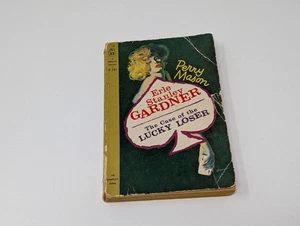 Perry
Mason
Erle
Stanley
GARDNER
The Case of the
LUCKY LOSER